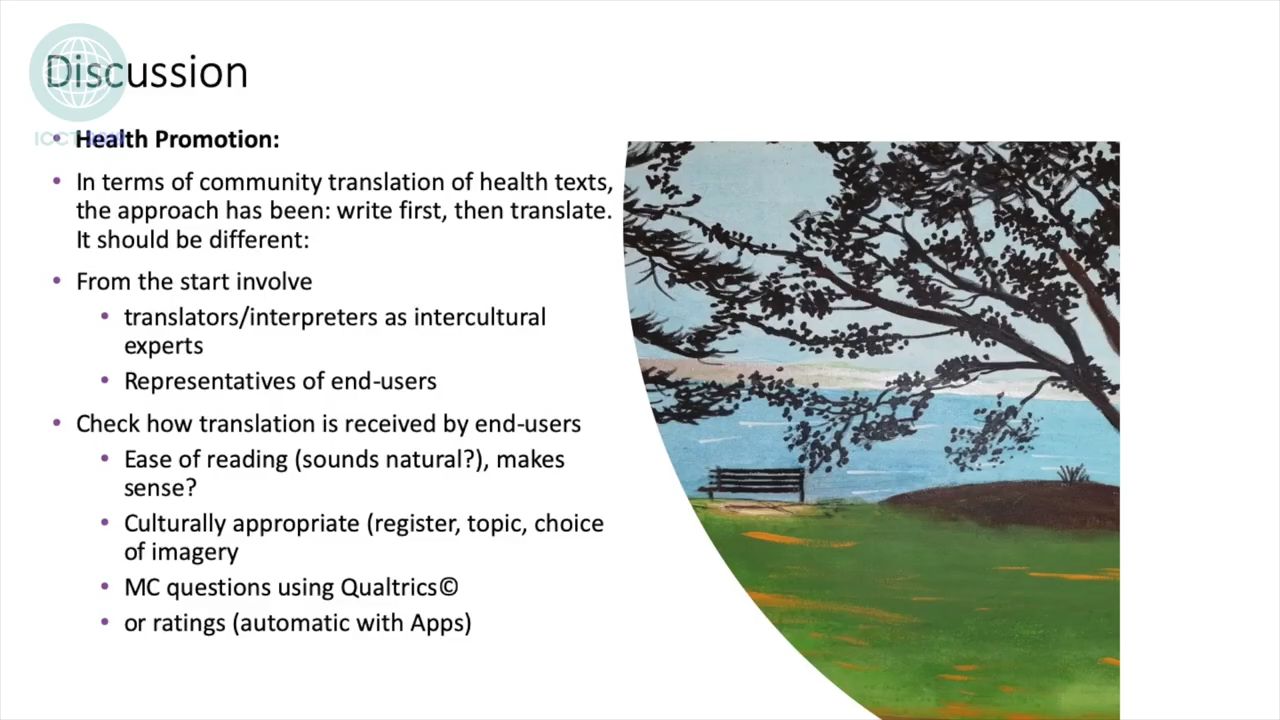 Discussion
• Health Promotion:
• In terms of community translation of health texts,
the approach has been: write first, then translate.
It should be different:
• From the start involve
• translators/interpreters as intercultural
experts
• Representatives of end-users
• Check how translation is received by end-users
• Ease of reading (sounds natural?), makes
sense?
• Culturally appropriate (register, topic, choice
of imagery
• MC questions using Qualtrics©
• or ratings (automatic with Apps)